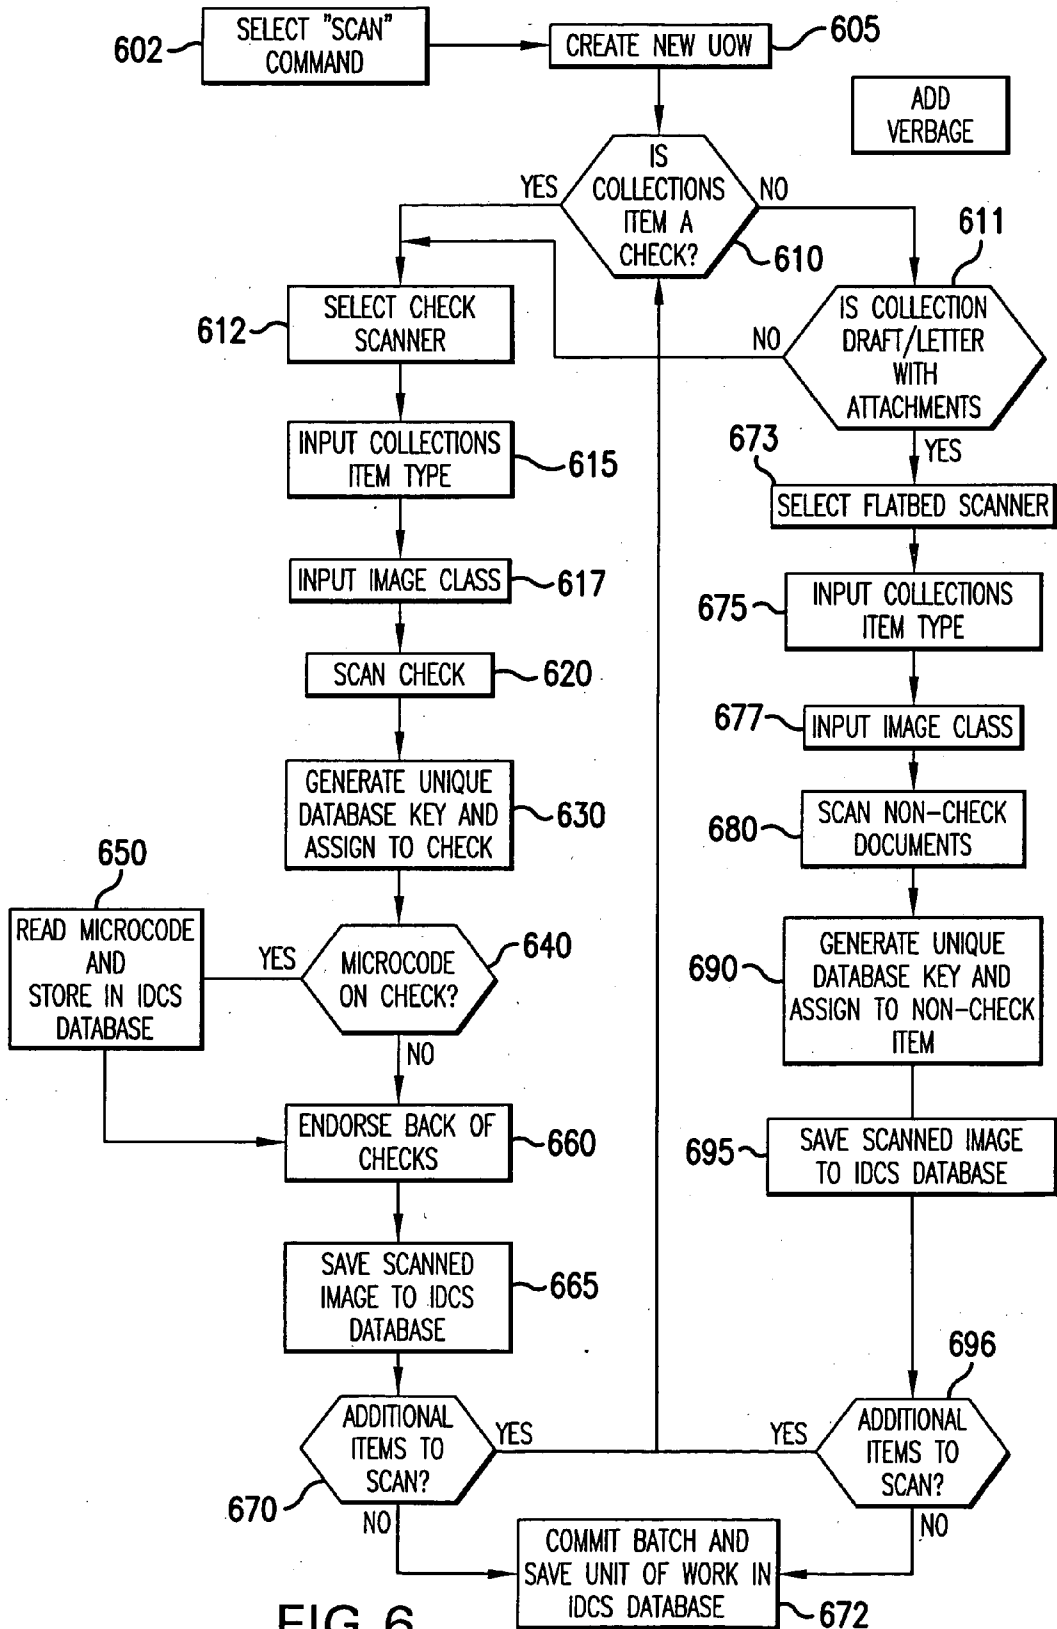 SELECT "SCAN"
COMMAND
602
CREATE NEW UOW
605
ADD
VERBAGE
IS
COLLECTIONS
ITEM A
CHECK?
YES
NO
610
611
SELECT CHECK
SCANNER
612
IS COLLECTION
DRAFT/LETTER
WITH
ATTACHMENTS
NO
YES
INPUT COLLECTIONS
ITEM TYPE
615
673
SELECT FLATBED SCANNER
INPUT IMAGE CLASS
617
675
INPUT COLLECTIONS
ITEM TYPE
SCAN CHECK
620
677
INPUT IMAGE CLASS
GENERATE UNIQUE
DATABASE KEY AND
ASSIGN TO CHECK
630
680
SCAN NON-CHECK
DOCUMENTS
650
READ MICROCODE
AND
STORE IN IDCS
DATABASE
YES
MICROCODE
ON CHECK?
640
NO
690
GENERATE UNIQUE
DATABASE KEY AND
ASSIGN TO NON-CHECK
ITEM
ENDORSE BACK OF
CHECKS
660
695
SAVE SCANNED IMAGE
TO IDCS DATABASE
SAVE SCANNED
IMAGE TO IDCS
DATABASE
665
696
ADDITIONAL
ITEMS TO
SCAN?
YES
670
NO
YES
ADDITIONAL
ITEMS TO
SCAN?
NO
COMMIT BATCH AND
SAVE UNIT OF WORK IN
IDCS DATABASE
672
FIG 6